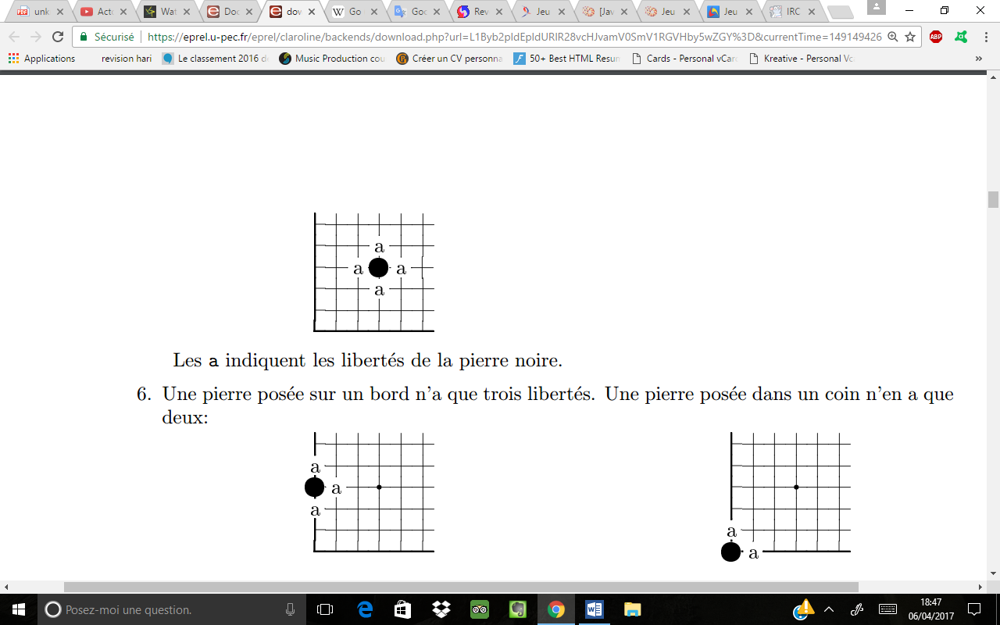 unk
Acto
Wat
Doc
dov
Go
Goo
Rev
Jeu
[Jav
Jeu
Jeu
IRC
Sécurisé
https://eprel.u-pec.fr/eprel/claroline/backends/download.php?url=L1Byb2pldEpldURlR28vcHJvamV0SmV1RGVHby5wZGY%3D&currentTime=149149426
ABP
Applications
revision hari
Le classement 2016 d
Music Production cou
Créer un CV personna
50+ Best HTML Resun
Cards - Personal vCar
Kreative - Personal Vc
»
a
a a
a
Les a indiquent les libertés de la pierre noire.
6. Une pierre posée sur un bord n'a que trois libertés. Une pierre posée dans un coin n'en a que
deux:
a
a
a
a
a
Posez-moi une question.
18:47
06/04/2017